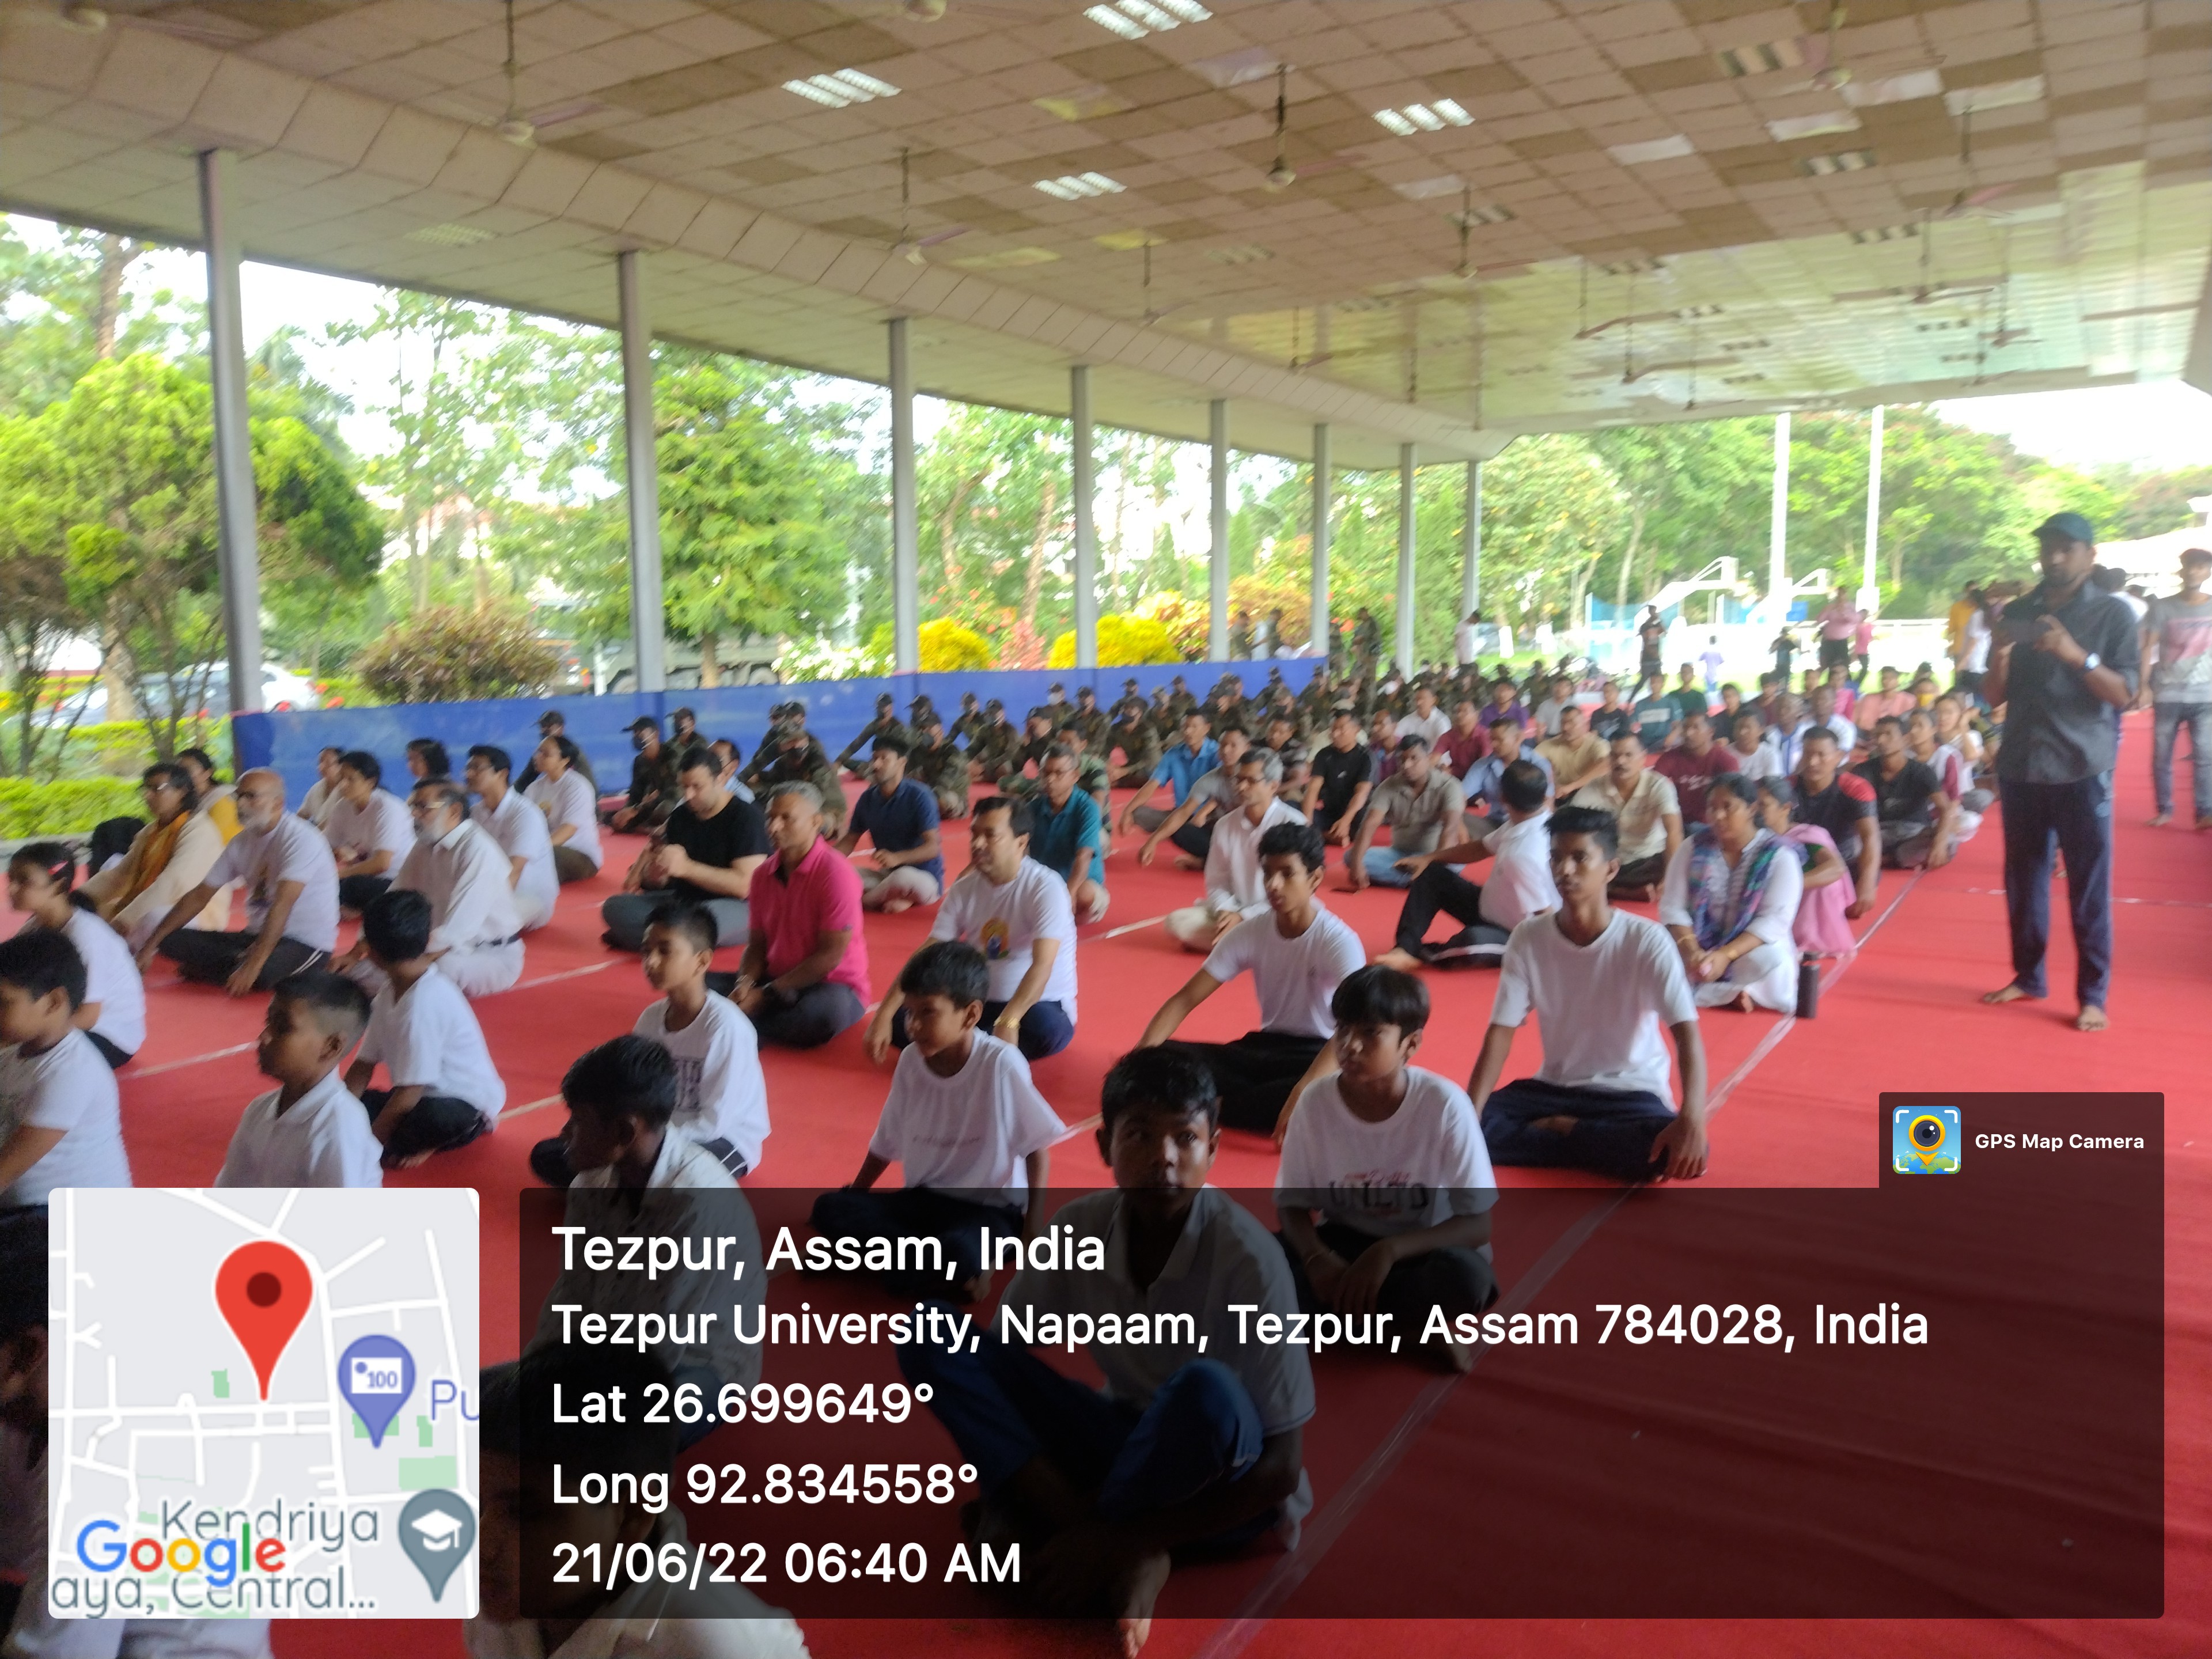 GPS Map Camera
Tezpur, Assam, India
Tezpur University, Napaam, Tezpur, Assam 784028, India
Lat 26.699649°
Long 92.834558°
21/06/22 06:40 AM
100
Pu
Kendriya
Google
aya, Central...